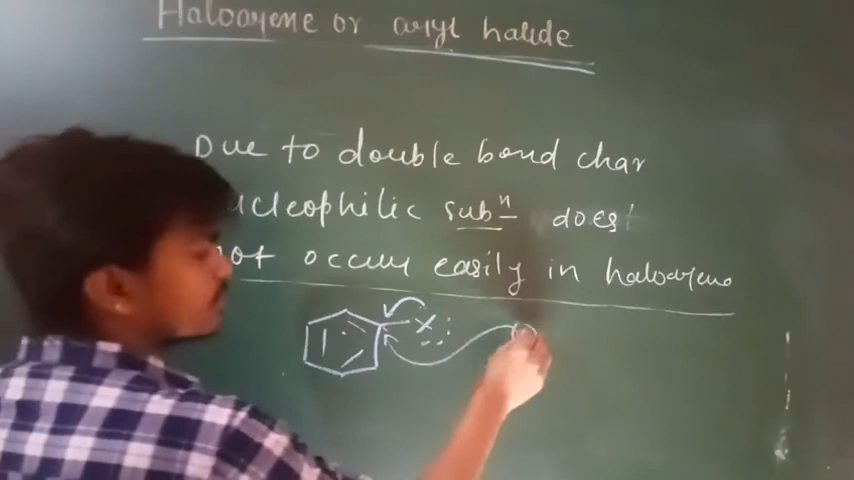 Haloarene or aryl halide
Due to double bond char
nucleophilic subⁿ does
not occur easily in haloarene
X